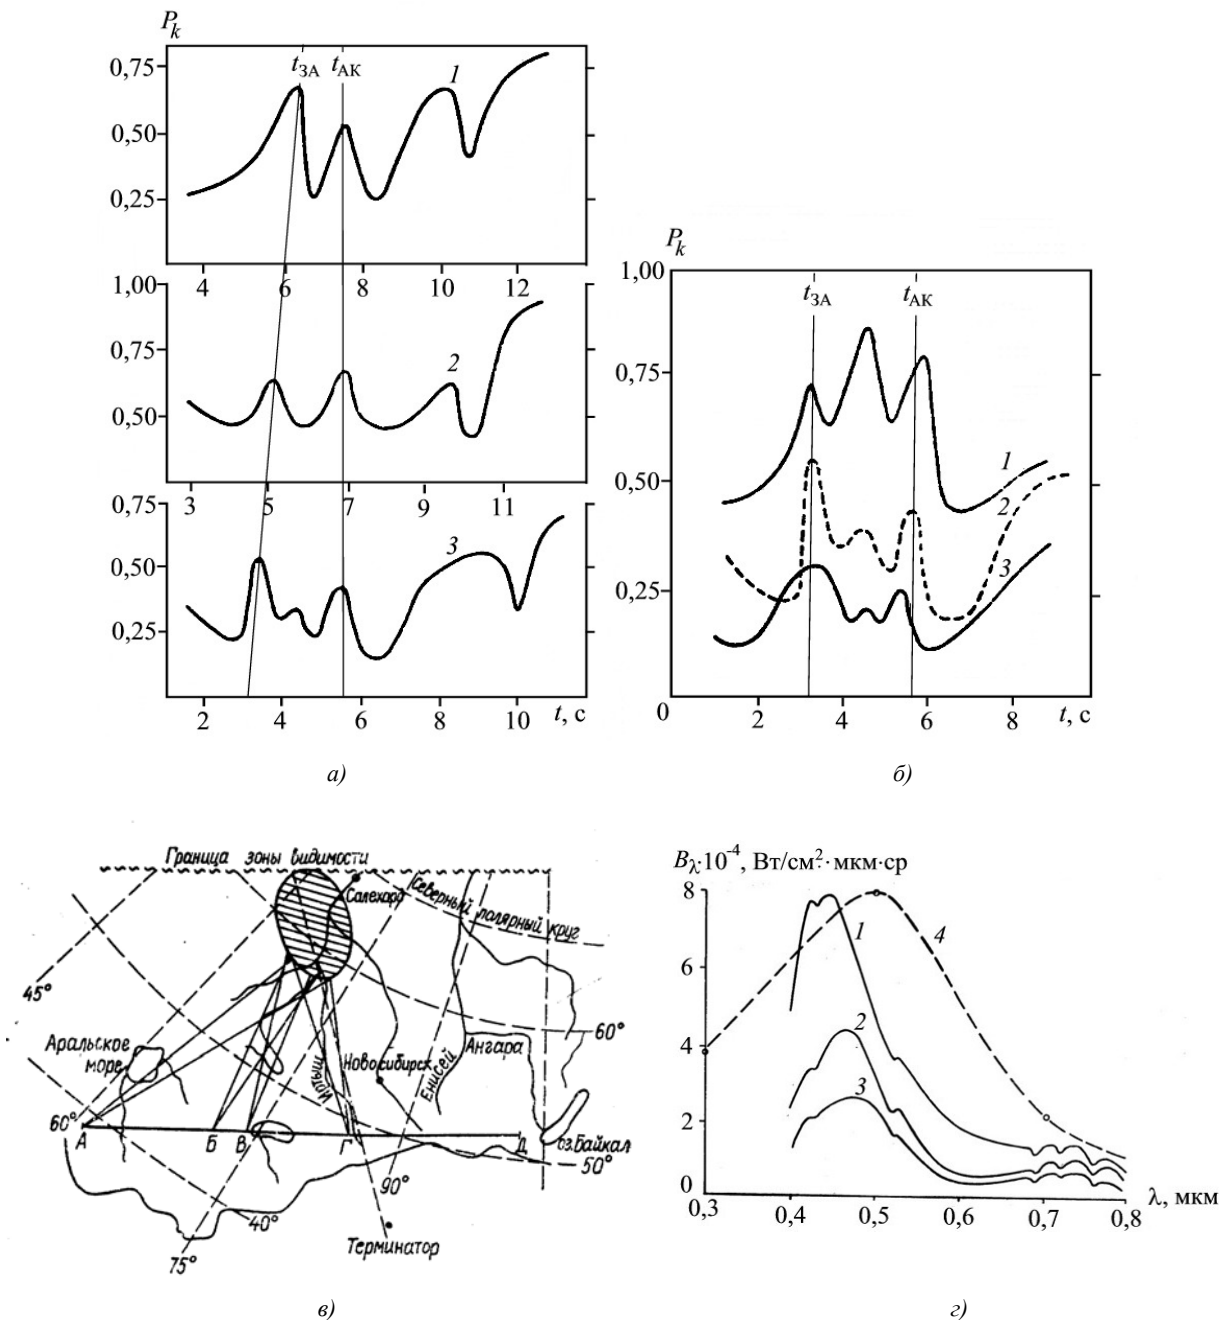 P_k
t_ЗА t_АК
0,75
1
0,50
0,25
4 6 8 10 12
1,00
0,75
2
0,50
3 5 7 9 11
0,75
3
0,50
0,25
2 4 6 8 10 t, с
а)
P_k
1,00
t_ЗА t_АК
0,75
1
0,50
2
3
0,25
0 2 4 6 8 t, с
б)
Граница зоны видимости
Салехард
Северный полярный круг
45°
60°
Аральское
море
Иртыш
Новосибирск
Енисей
Ангара
60°
А Б В Г Д
оз.Байкал
50°
90°
40°
Терминатор
75°
в)
B_λ·10^-4, Вт/см²·мкм·ср
8
1
4
6
2
4
3
2
0
0,3 0,4 0,5 0,6 0,7 0,8
λ, мкм
г)